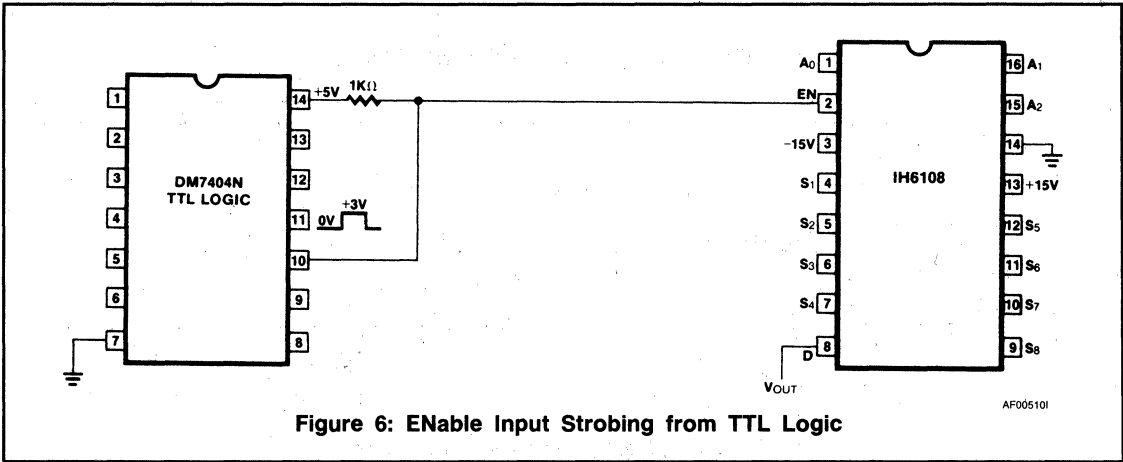 1
2
3
4
5
6
7
14 +5V 1KΩ
13
12
11 0V +3V
10
9
8
DM7404N
TTL LOGIC
A0 1
EN 2
-15V 3
S1 4
S2 5
S3 6
S4 7
D 8
VOUT
IH6108
16 A1
15 A2
14
13 +15V
12 S5
11 S6
10 S7
9 S8
AF00510I
Figure 6: ENable Input Strobing from TTL Logic